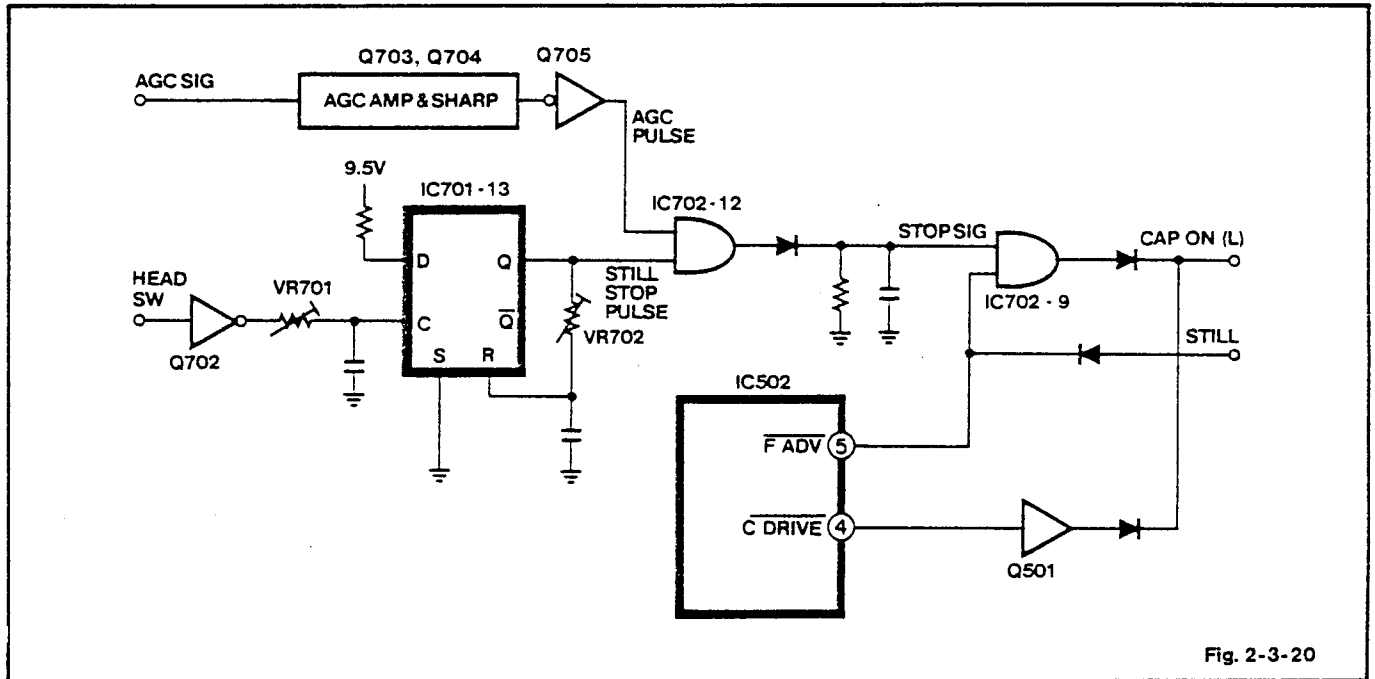 Q703, Q704
Q705
AGC SIG
AGC AMP & SHARP
AGC
PULSE
9.5V
IC701-13
IC702-12
STOP SIG
CAP ON (L)
D
Q
HEAD
SW
VR701
STILL
STOP
PULSE
IC702-9
C
Q̅
VR702
STILL
Q702
S
R
IC502
F̅ ̅A̅D̅V̅
5
C̅ ̅D̅R̅I̅V̅E̅
4
Q501
Fig. 2-3-20